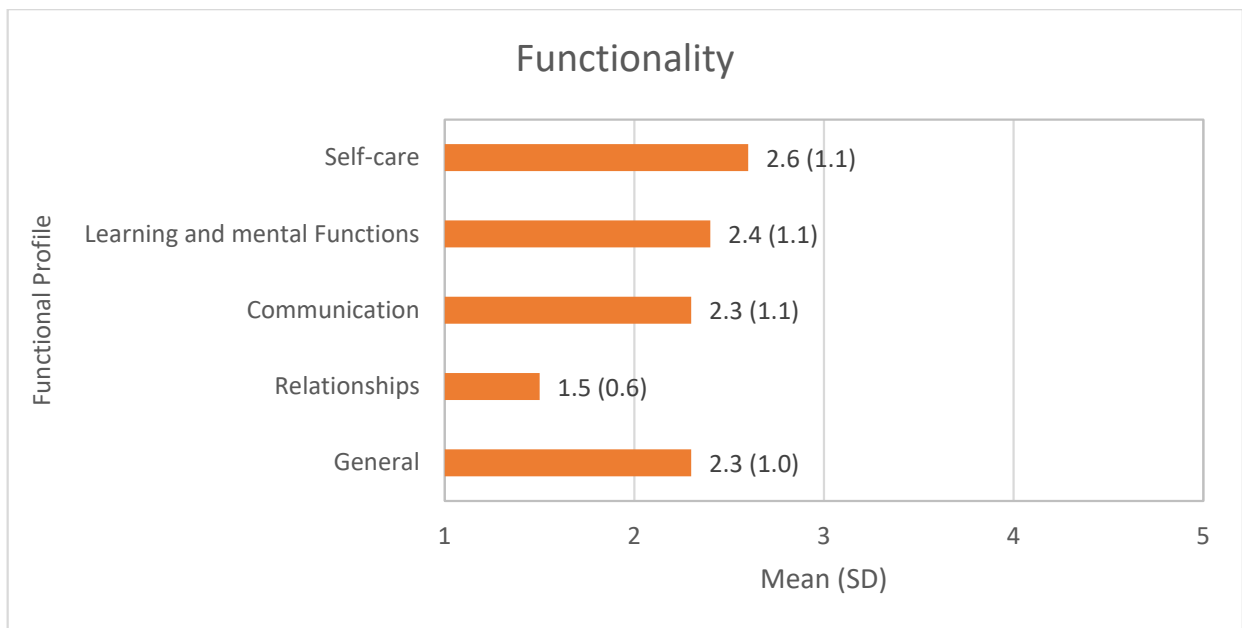 Functionality
Functional Profile
Self-care
2.6 (1.1)
Learning and mental Functions
2.4 (1.1)
Communication
2.3 (1.1)
Relationships
1.5 (0.6)
General
2.3 (1.0)
1 2 3 4 5
Mean (SD)